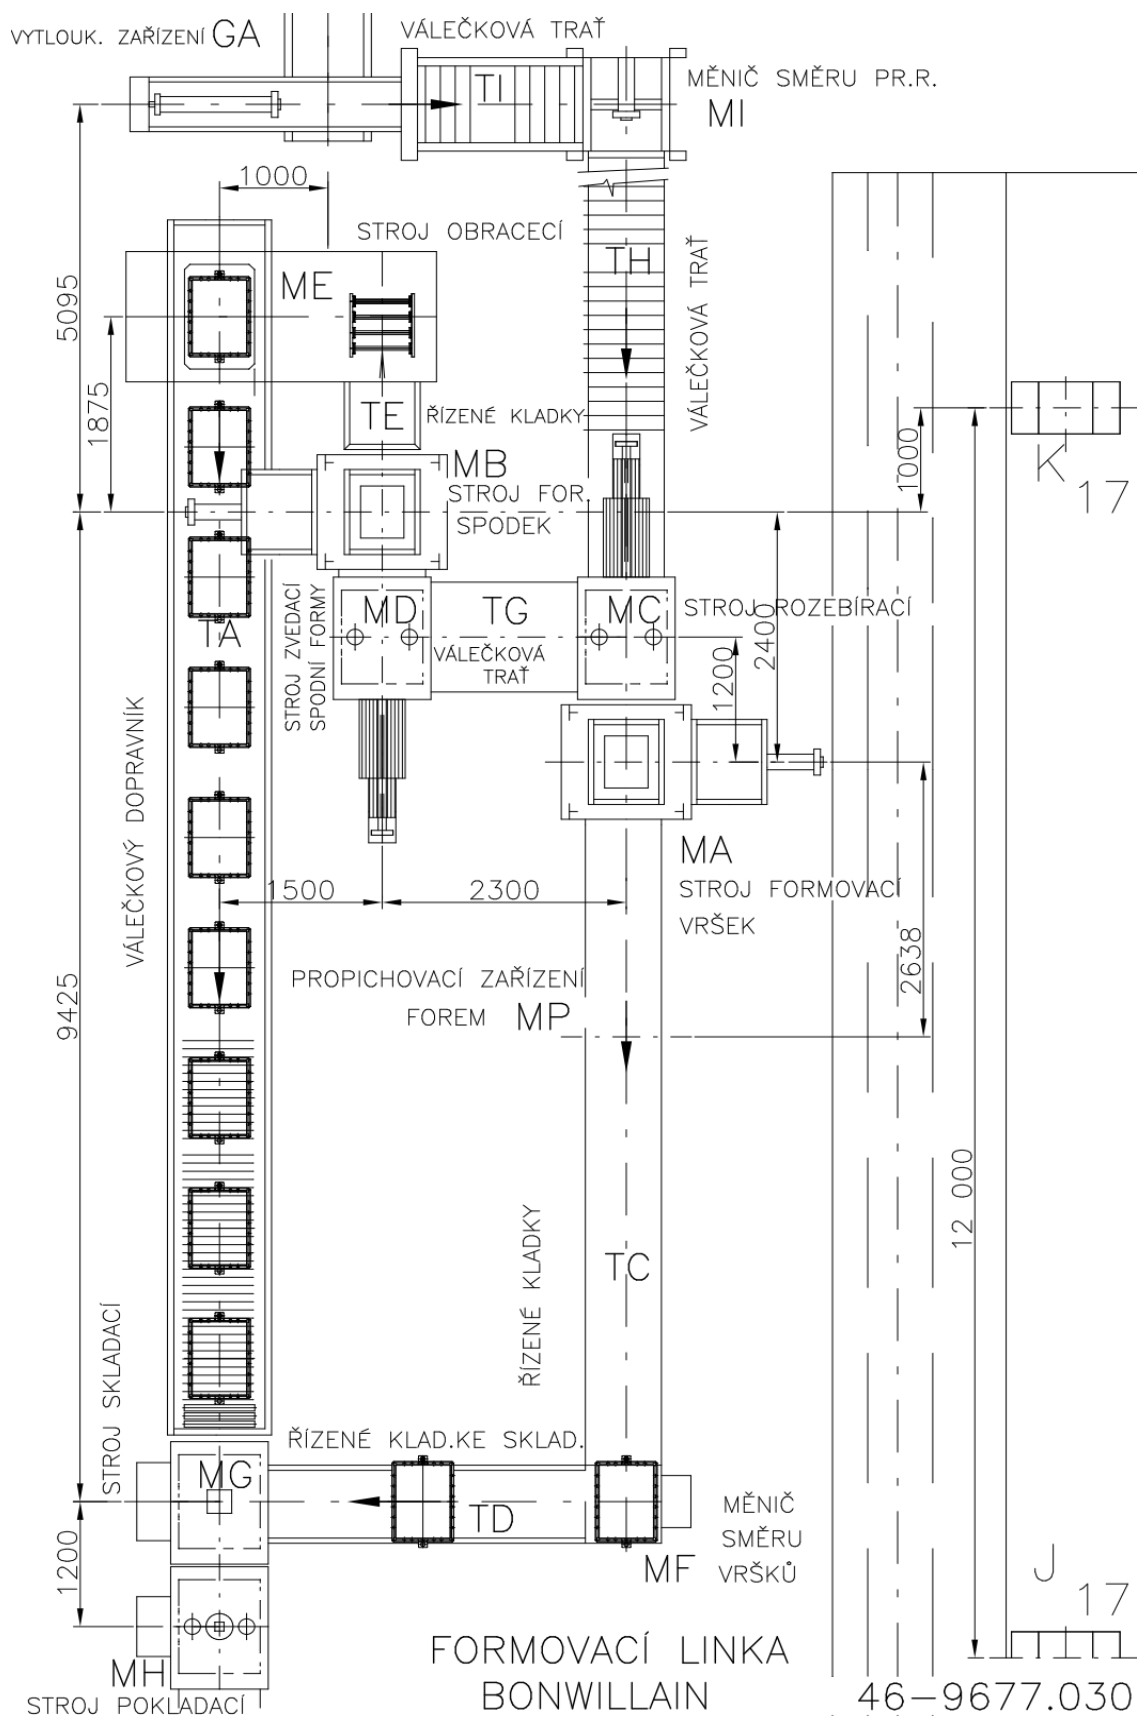 VYTLOUK. ZAŘÍZENÍ GA
VÁLEČKOVÁ TRAŤ
TI
MĚNIČ SMĚRU PR.R.
MI
1000
STROJ OBRACECÍ
ME
TH
VÁLEČKOVÁ TRAŤ
5095
1875
TE
ŘÍZENÉ KLADKY
MB
STROJ FOR.
SPODEK
1000
K
17
TA
STROJ ZVEDACÍ
SPODNÍ FORMY
MD
TG
VÁLEČKOVÁ
TRAŤ
MC
STROJ ROZEBÍRACÍ
2400
1200
VÁLEČKOVÝ DOPRAVNÍK
MA
STROJ FORMOVACÍ
VRŠEK
1500
2300
2638
PROPICHOVACÍ ZAŘÍZENÍ
FOREM MP
9425
12 000
ŘÍZENÉ KLADKY
TC
STROJ SKLADACÍ
ŘÍZENÉ KLAD.KE SKLAD.
MG
TD
MĚNIČ
SMĚRU
VRŠKŮ
MF
1200
J
17
MH
STROJ POKLADACÍ
FORMOVACÍ LINKA
BONWILLAIN
46-9677.030